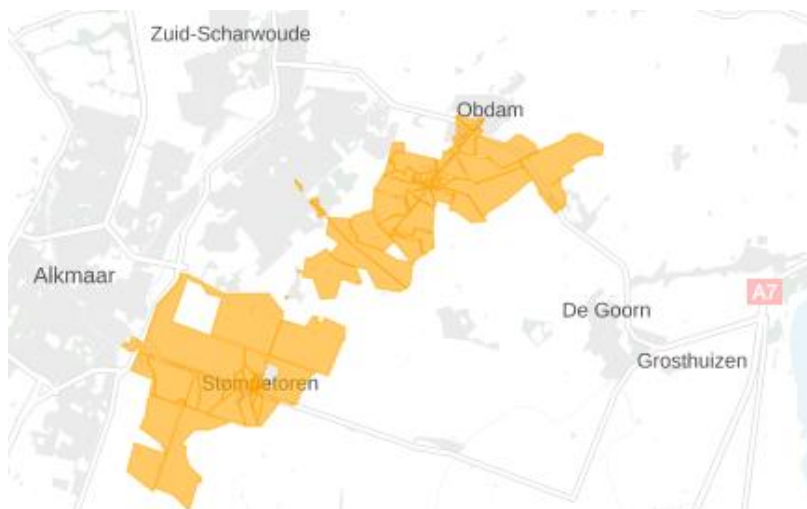 Zuid-Scharwoude
Obdam
Alkmaar
A7
De Goorn
Grosthuizen
Stompetoren